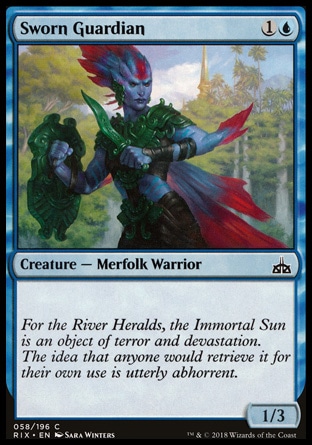 Sworn Guardian 1
Creature — Merfolk Warrior
For the River Heralds, the Immortal Sun
is an object of terror and devastation.
The idea that anyone would retrieve it for
their own use is utterly abhorrent.
1/3
058/196 C
RIX • EN Sara Winters
™ & © 2018 Wizards of the Coast